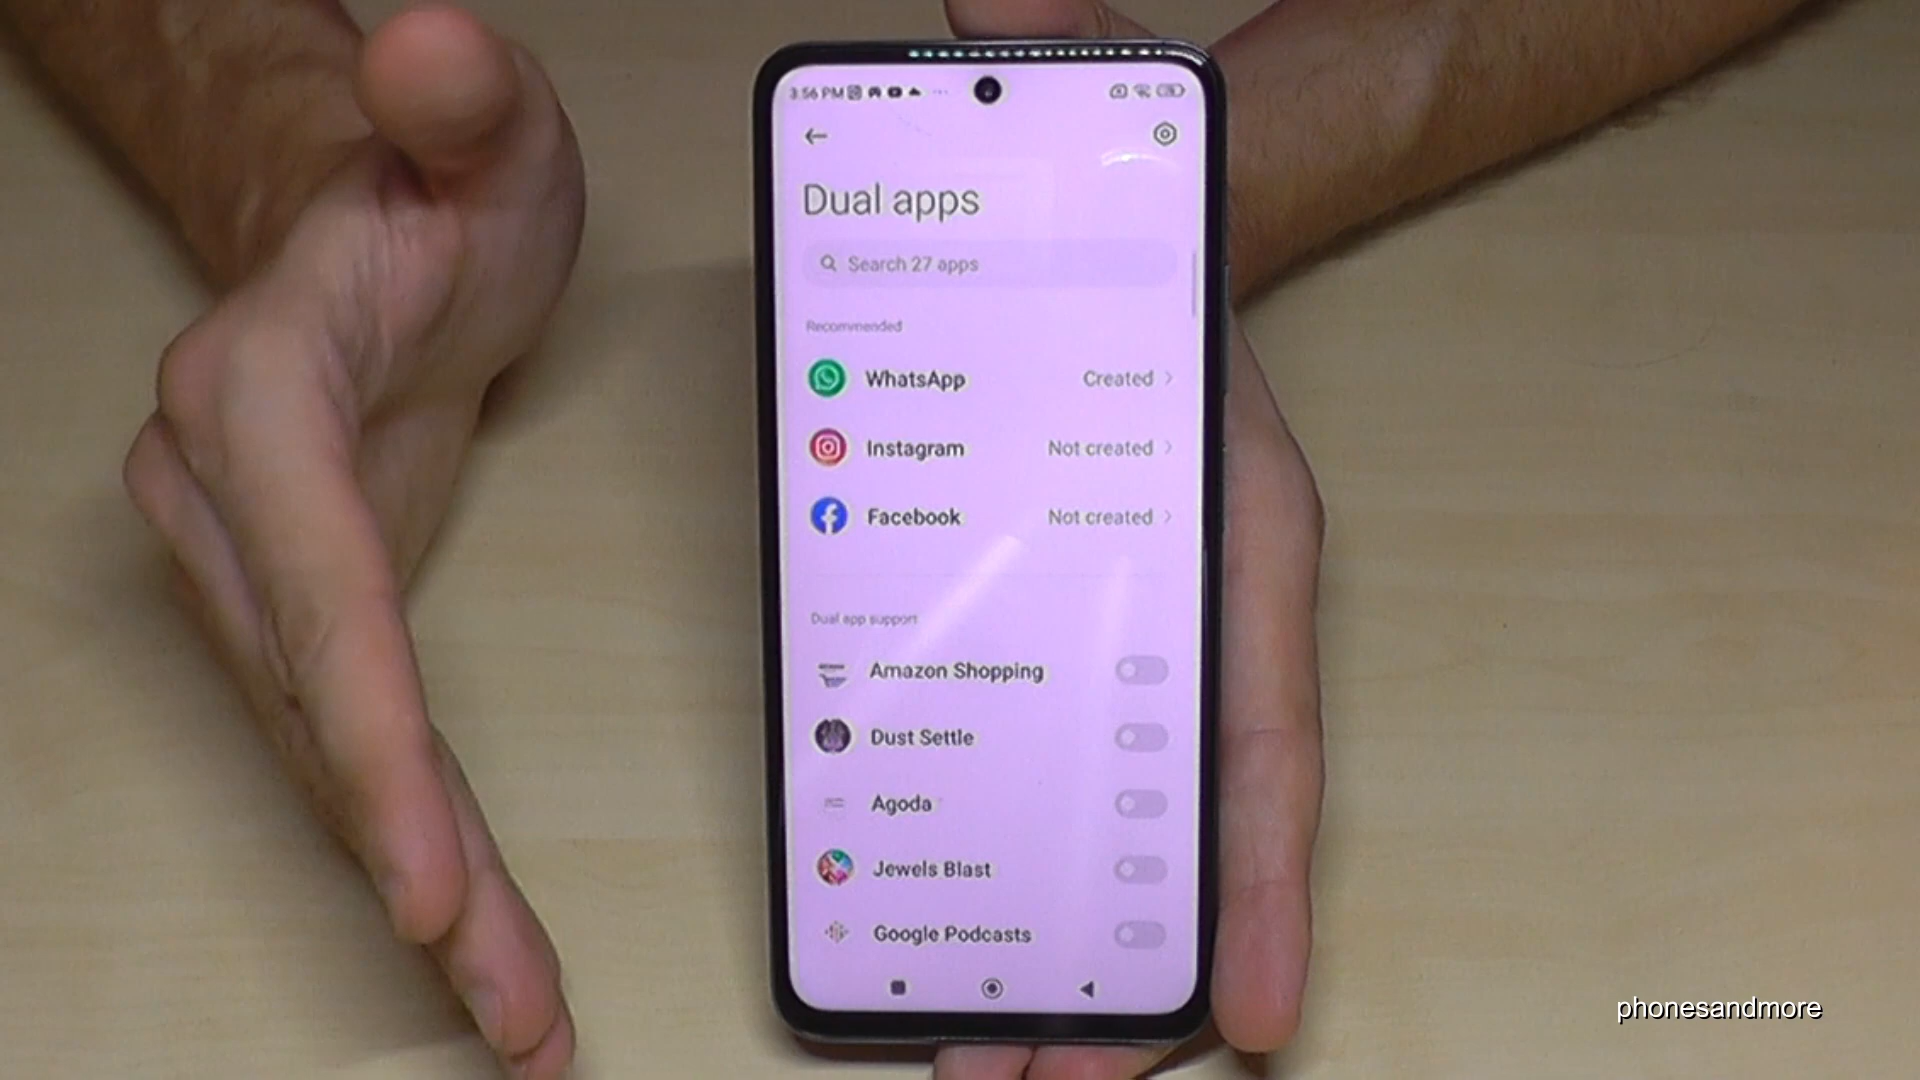 3:56 PM
Dual apps
Search 27 apps
Recommended
WhatsApp Created
Instagram Not created
Facebook Not created
Dual app support
Amazon Shopping
Dust Settle
Agoda
Jewels Blast
Google Podcasts
phonesandmore